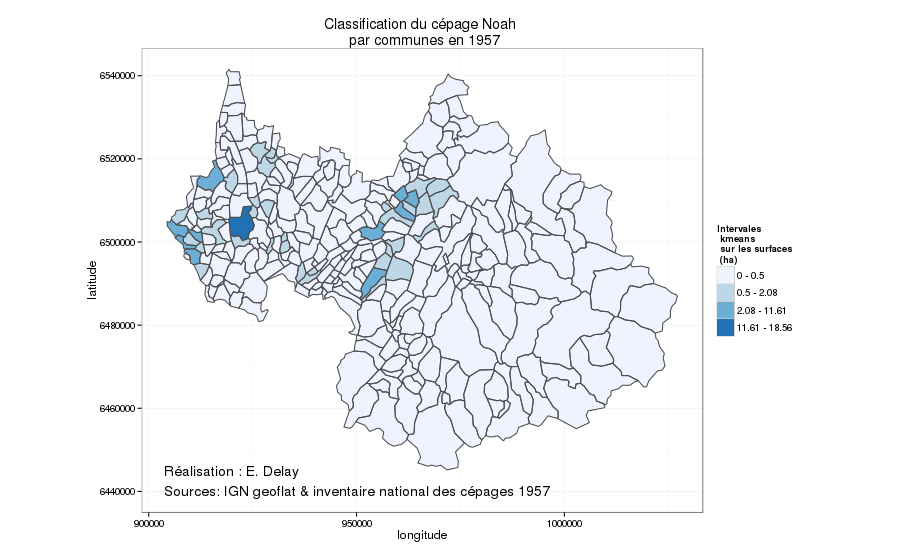 Classification du cépage Noah
par communes en 1957
6540000
6520000
6500000
6480000
6460000
6440000
latitude
900000
950000
1000000
longitude
Réalisation : E. Delay
Sources: IGN geoflat & inventaire national des cépages 1957
Intervales
kmeans
sur les surfaces
(ha)
0 - 0.5
0.5 - 2.08
2.08 - 11.61
11.61 - 18.56